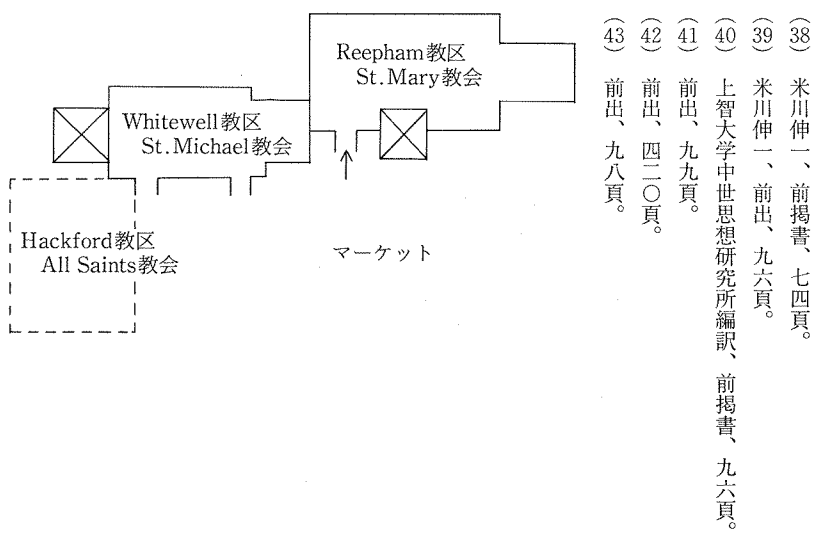 (38) 米川伸一、前掲書、七四頁。
(39) 米川伸一、前出、九六頁。
(40) 上智大学中世思想研究所編訳、前掲書、九六頁。
(41) 前出、九九頁。
(42) 前出、四二〇頁。
(43) 前出、九八頁。
Reepham教区
St.Mary教会
Whitewell教区
St.Michael教会
Hackford教区
All Saints教会
マーケット